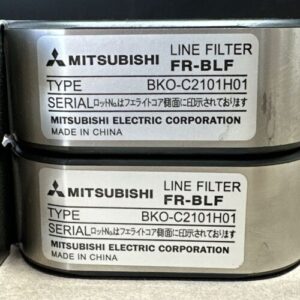 MITSUBISHI LINE FILTER
FR-BLF
TYPE BKO-C2101H01
SERIAL ロットNo.はフェライトコア側面に印示されております
MITSUBISHI ELECTRIC CORPORATION
MADE IN CHINA
MITSUBISHI LINE FILTER
FR-BLF
TYPE BKO-C2101H01
SERIAL ロットNo.はフェライトコア側面に印示されております
MITSUBISHI ELECTRIC CORPORATION
MADE IN CHINA